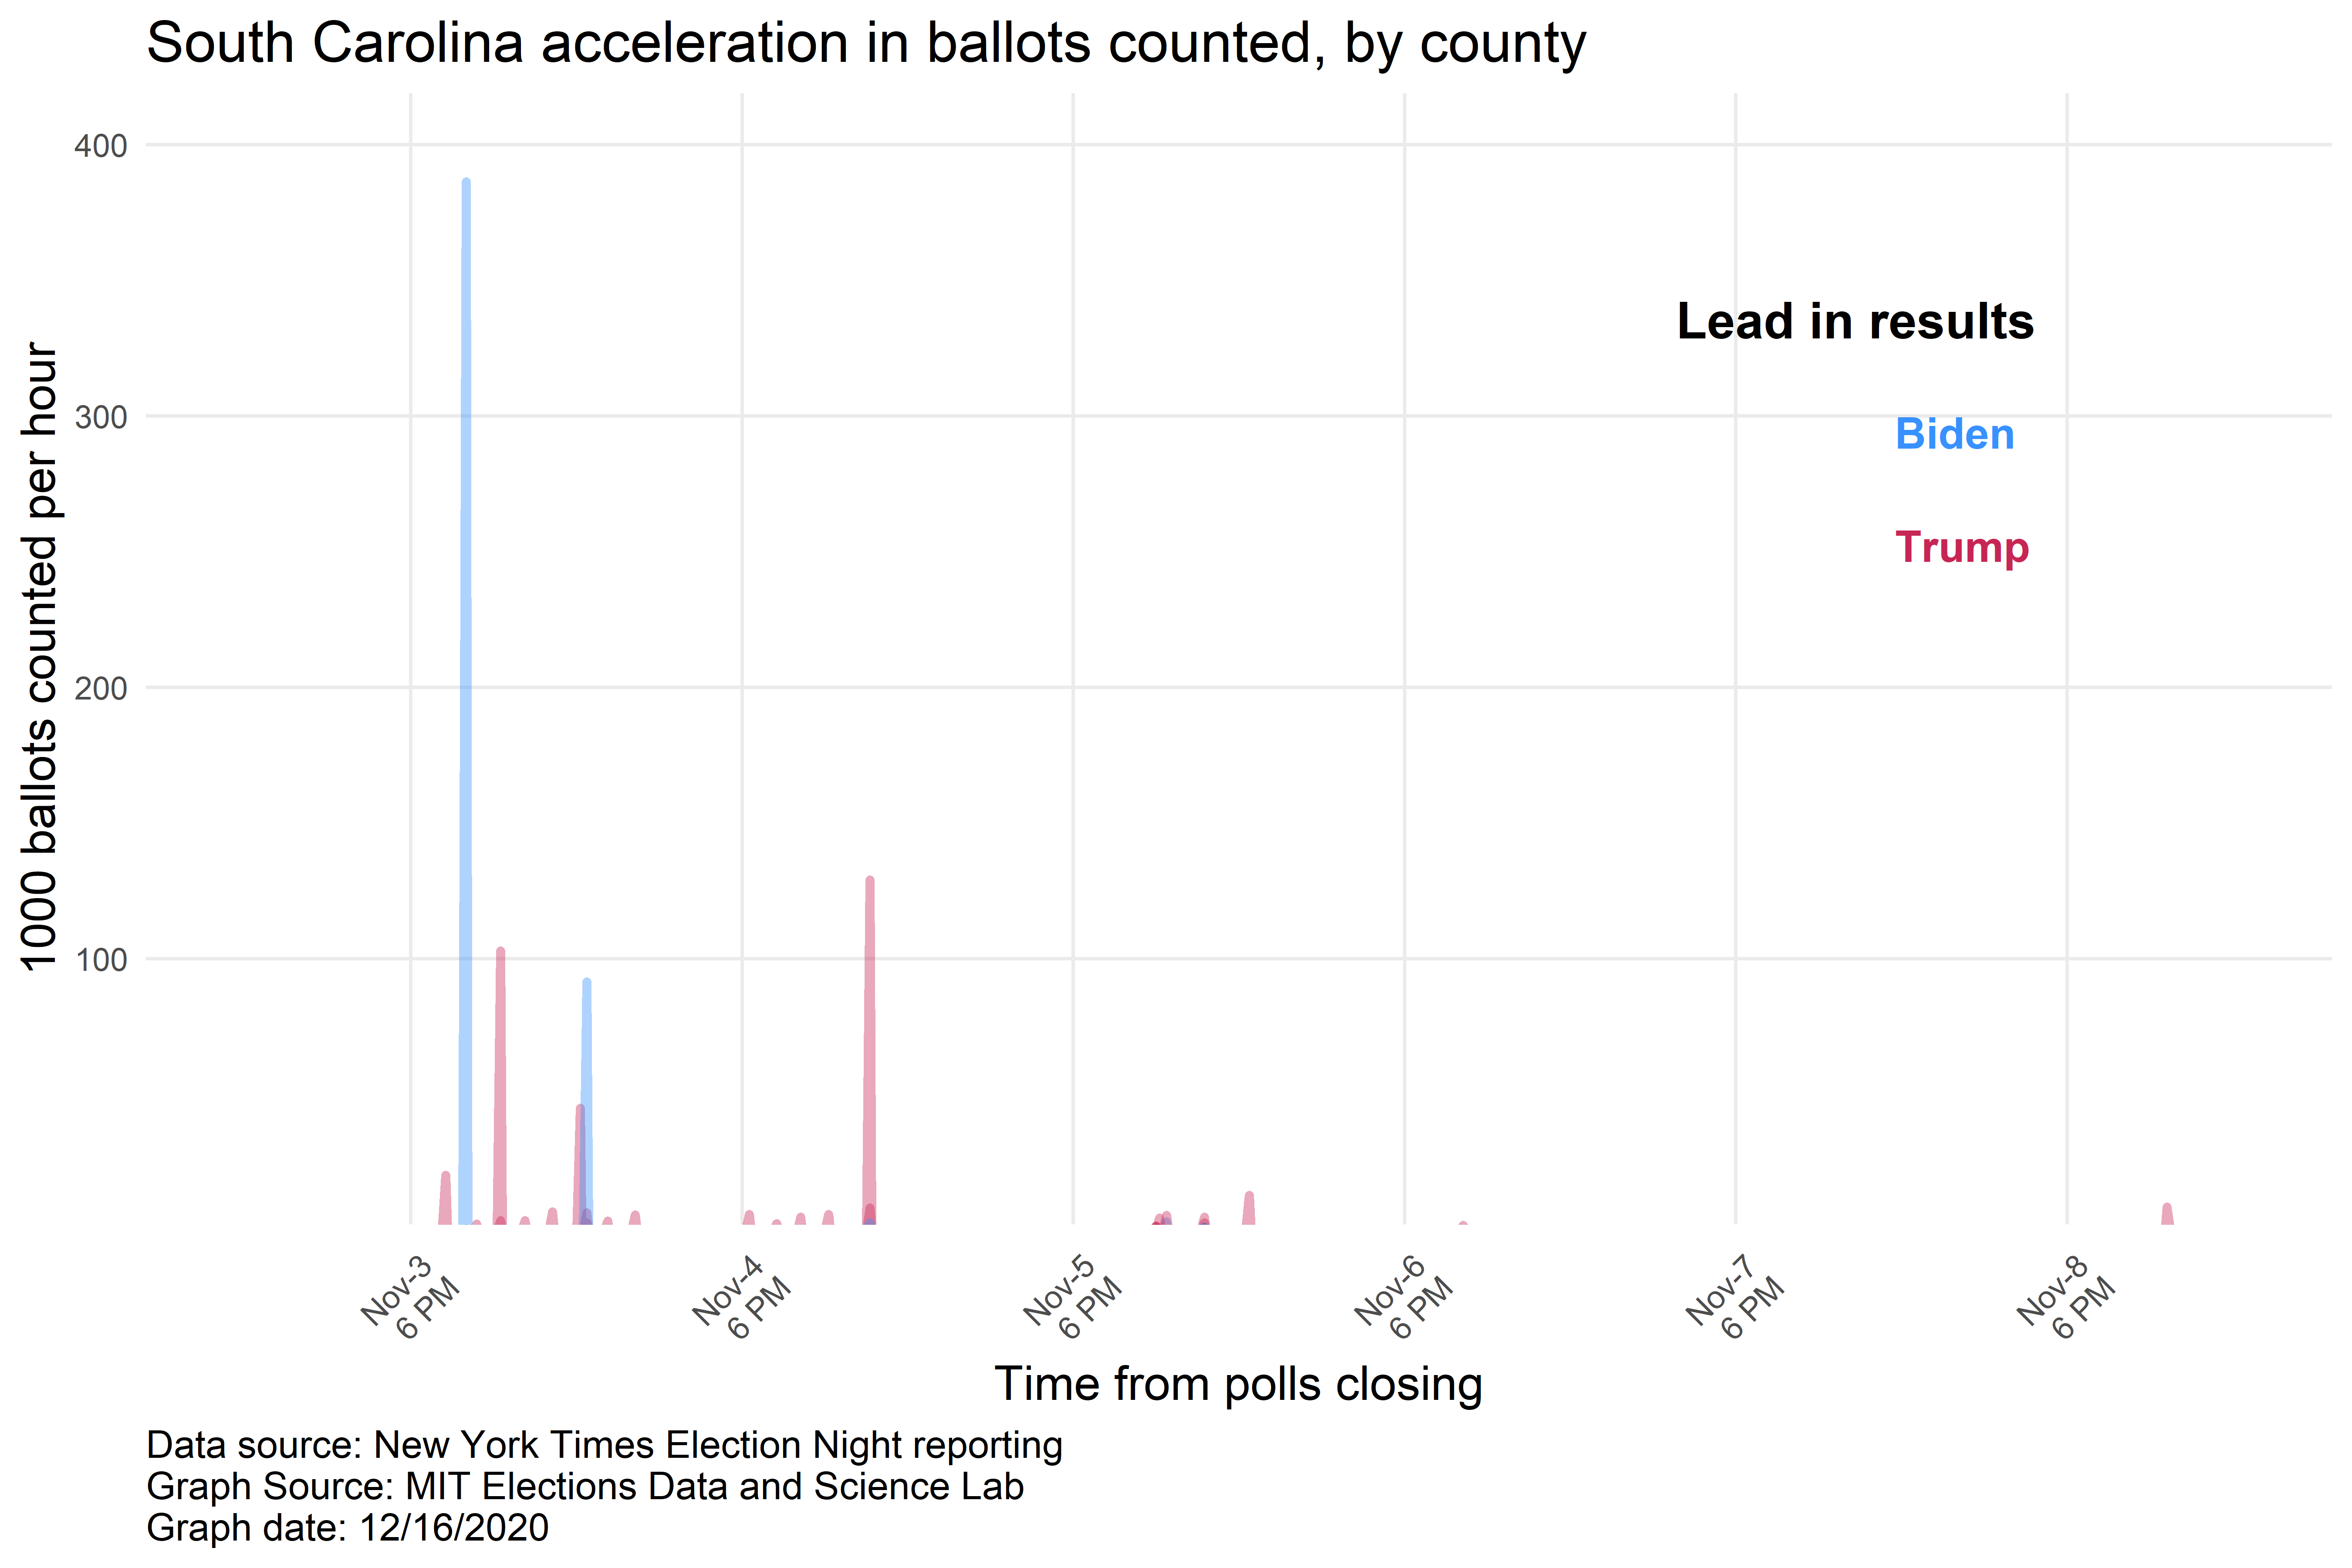 South Carolina acceleration in ballots counted, by county
1000 ballots counted per hour
400
300
200
100
Lead in results
Biden
Trump
Nov-3
6 PM
Nov-4
6 PM
Nov-5
6 PM
Nov-6
6 PM
Nov-7
6 PM
Nov-8
6 PM
Time from polls closing
Data source: New York Times Election Night reporting
Graph Source: MIT Elections Data and Science Lab
Graph date: 12/16/2020